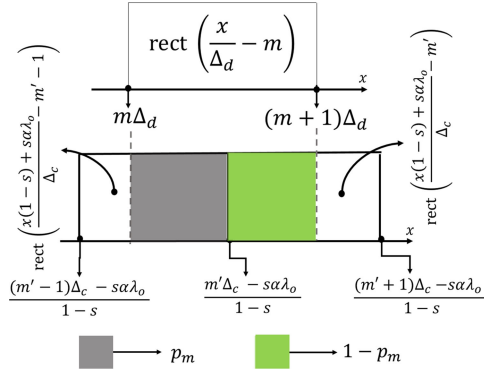 rect (x/Δ_d − m)
x
mΔ_d
(m + 1)Δ_d
rect (x(1 − s) + sαλ_o/Δ_c − m′ − 1)
rect (x(1 − s) + sαλ_o/Δ_c − m′)
x
(m′ − 1)Δ_c − sαλ_o/1 − s
m′Δ_c − sαλ_o/1 − s
(m′ + 1)Δ_c − sαλ_o/1 − s
p_m
1 − p_m